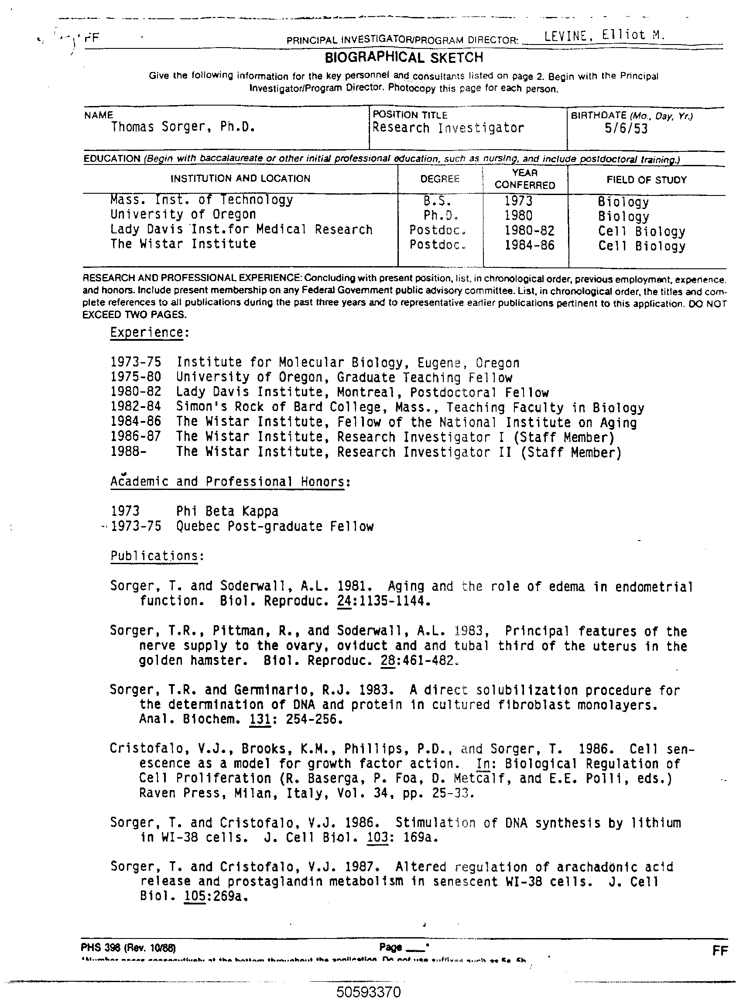 FF
PRINCIPAL INVESTIGATOR/PROGRAM DIRECTOR: LEVINE, Elliot M.
BIOGRAPHICAL SKETCH
Give the following information for the key personnel and consultants listed on page 2. Begin with the Principal
Investigator/Program Director. Photocopy this page for each person.
NAME POSITION TITLE BIRTHDATE (Mo., Day, Yr.)
Thomas Sorger, Ph.D. Research Investigator 5/6/53
EDUCATION (Begin with baccalaureate or other initial professional education, such as nursing, and include postdoctoral training.)
INSTITUTION AND LOCATION DEGREE YEAR CONFERRED FIELD OF STUDY
Mass. Inst. of Technology B.S. 1973 Biology
University of Oregon Ph.D. 1980 Biology
Lady Davis Inst.for Medical Research Postdoc. 1980-82 Cell Biology
The Wistar Institute Postdoc. 1984-86 Cell Biology
RESEARCH AND PROFESSIONAL EXPERIENCE: Concluding with present position, list, in chronological order, previous employment, experience,
and honors. Include present membership on any Federal Government public advisory committee. List, in chronological order, the titles and com-
plete references to all publications during the past three years and to representative earlier publications pertinent to this application. DO NOT
EXCEED TWO PAGES.
Experience:
1973-75 Institute for Molecular Biology, Eugene, Oregon
1975-80 University of Oregon, Graduate Teaching Fellow
1980-82 Lady Davis Institute, Montreal, Postdoctoral Fellow
1982-84 Simon's Rock of Bard College, Mass., Teaching Faculty in Biology
1984-86 The Wistar Institute, Fellow of the National Institute on Aging
1986-87 The Wistar Institute, Research Investigator I (Staff Member)
1988- The Wistar Institute, Research Investigator II (Staff Member)
Academic and Professional Honors:
1973 Phi Beta Kappa
1973-75 Quebec Post-graduate Fellow
Publications:
Sorger, T. and Soderwall, A.L. 1981. Aging and the role of edema in endometrial
function. Biol. Reproduc. 24:1135-1144.
Sorger, T.R., Pittman, R., and Soderwall, A.L. 1983, Principal features of the
nerve supply to the ovary, oviduct and and tubal third of the uterus in the
golden hamster. Biol. Reproduc. 28:461-482.
Sorger, T.R. and Germinario, R.J. 1983. A direct solubilization procedure for
the determination of DNA and protein in cultured fibroblast monolayers.
Anal. Biochem. 131: 254-256.
Cristofalo, V.J., Brooks, K.M., Phillips, P.D., and Sorger, T. 1986. Cell sen-
escence as a model for growth factor action. In: Biological Regulation of
Cell Proliferation (R. Baserga, P. Foa, D. Metcalf, and E.E. Polli, eds.)
Raven Press, Milan, Italy, Vol. 34, pp. 25-33.
Sorger, T. and Cristofalo, V.J. 1986. Stimulation of DNA synthesis by lithium
in WI-38 cells. J. Cell Biol. 103: 169a.
Sorger, T. and Cristofalo, V.J. 1987. Altered regulation of arachadonic acid
release and prostaglandin metabolism in senescent WI-38 cells. J. Cell
Biol. 105:269a.
PHS 398 (Rev. 10/88) Page ___* FF
50593370